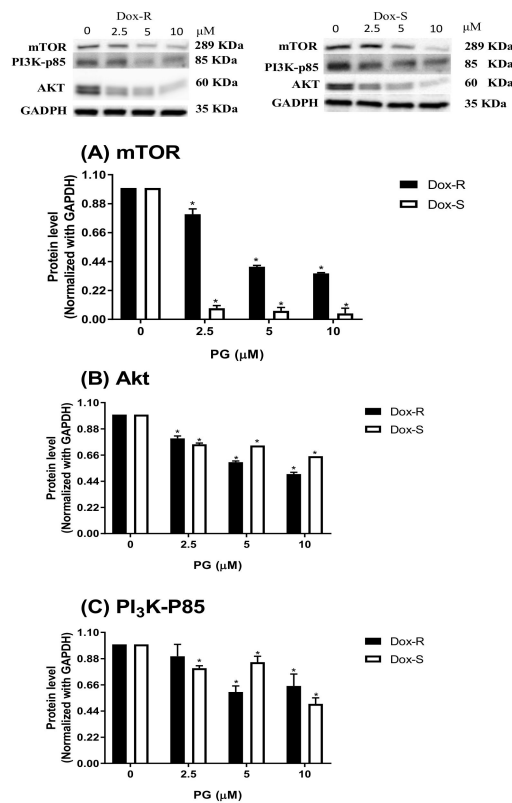 Dox-R
0 2.5 5 10 μM
mTOR 289 KDa
PI3K-p85 85 KDa
AKT 60 KDa
GADPH 35 KDa
Dox-S
0 2.5 5 10 μM
mTOR 289 KDa
PI3K-p85 85 KDa
AKT 60 KDa
GADPH 35 KDa
(A) mTOR
Protein level
(Normalized with GAPDH)
1.10
0.88
0.66
0.44
0.22
0.00
* * * * * *
0 2.5 5 10
PG (μM)
Dox-R
Dox-S
(B) Akt
Protein level
(Normalized with GAPDH)
1.10
0.88
0.66
0.44
0.22
0.00
* * * * * *
0 2.5 5 10
PG (μM)
Dox-R
Dox-S
(C) PI₃K-P85
Protein level
(Normalized with GAPDH)
1.10
0.88
0.66
0.44
0.22
0.00
* * * * *
0 2.5 5 10
PG (μM)
Dox-R
Dox-S